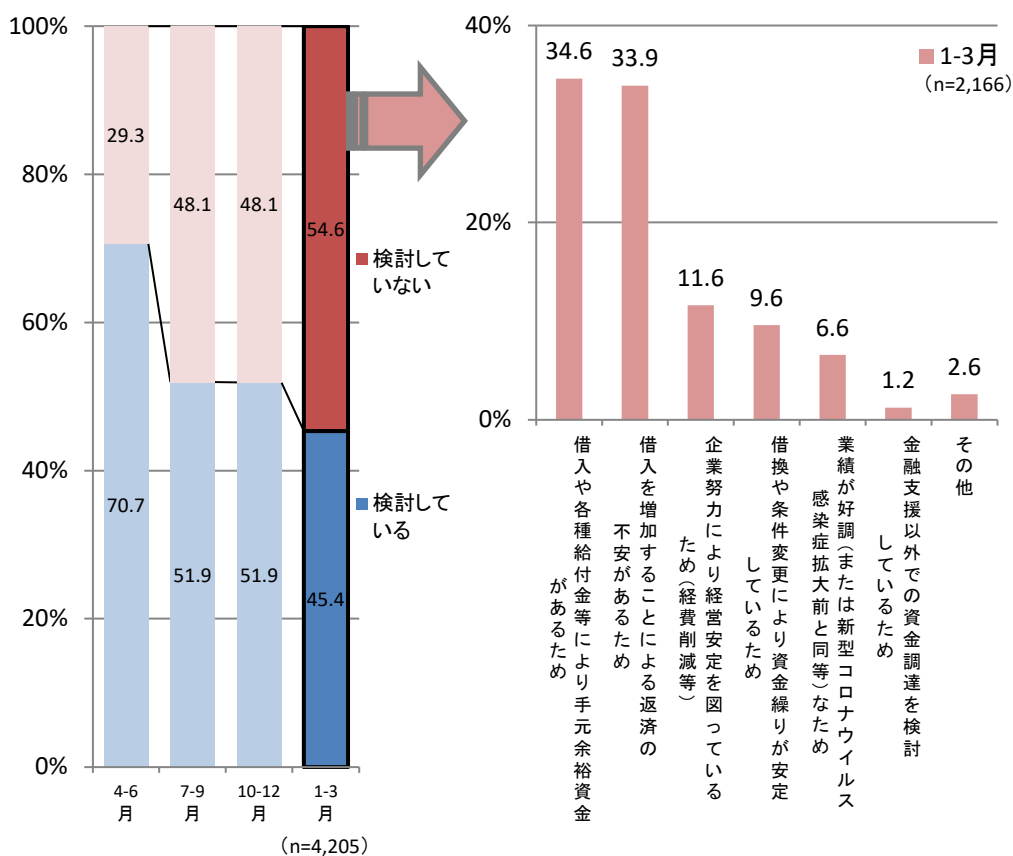 100%
80%
60%
40%
20%
0%
29.3
48.1
48.1
54.6
70.7
51.9
51.9
45.4
検討して
いない
検討して
いる
4-6
月
7-9
月
10-12
月
1-3
月
(n=4,205)
40%
20%
0%
1-3月
(n=2,166)
34.6
33.9
11.6
9.6
6.6
1.2
2.6
借入や各種給付金等により手元余裕資金
があるため
借入を増加することによる返済の
不安があるため
企業努力により経営安定を図っている
ため(経費削減等)
借換や条件変更により資金繰りが安定
しているため
業績が好調(または新型コロナウイルス
感染症拡大前と同等)なため
金融支援以外での資金調達を検討
しているため
その他